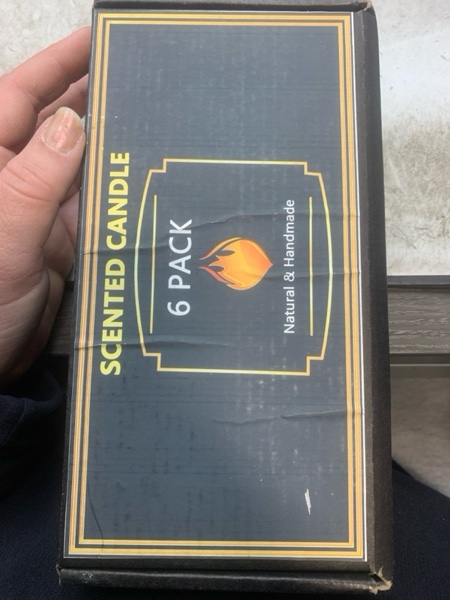 SCENTED CANDLE
6 PACK
Natural & Handmade